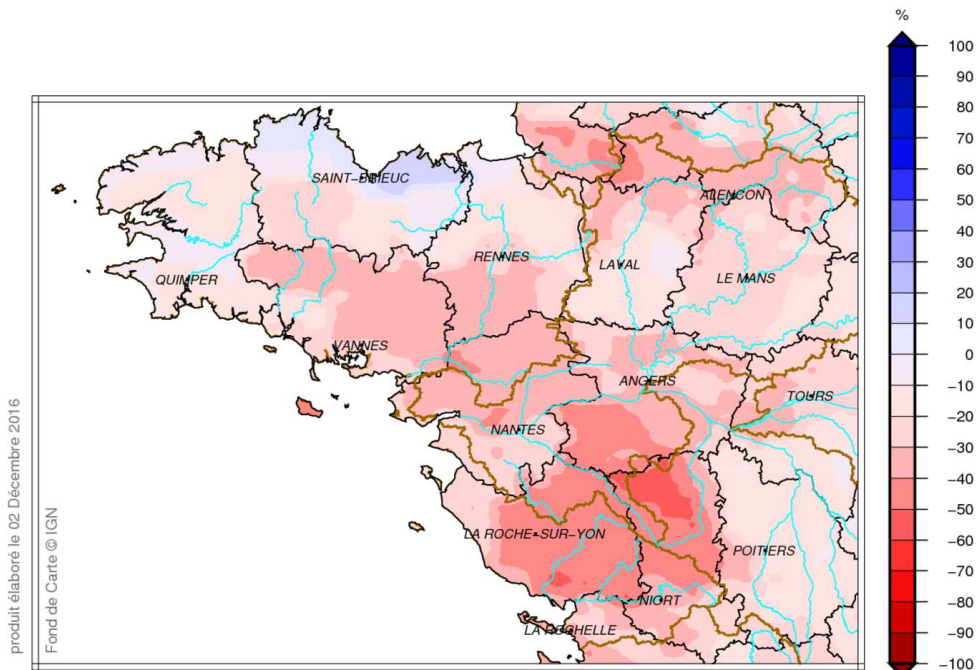 %
100
90
80
70
60
50
40
30
20
10
0
-10
-20
-30
-40
-50
-60
-70
-80
-90
-100
SAINT-BRIEUC
ALENCON
RENNES
LAVAL
QUIMPER
LE MANS
VANNES
ANGERS
TOURS
NANTES
LA ROCHE-SUR-YON
POITIERS
NIORT
LA ROCHELLE
produit élaboré le 02 Décembre 2016
Fond de Carte © IGN